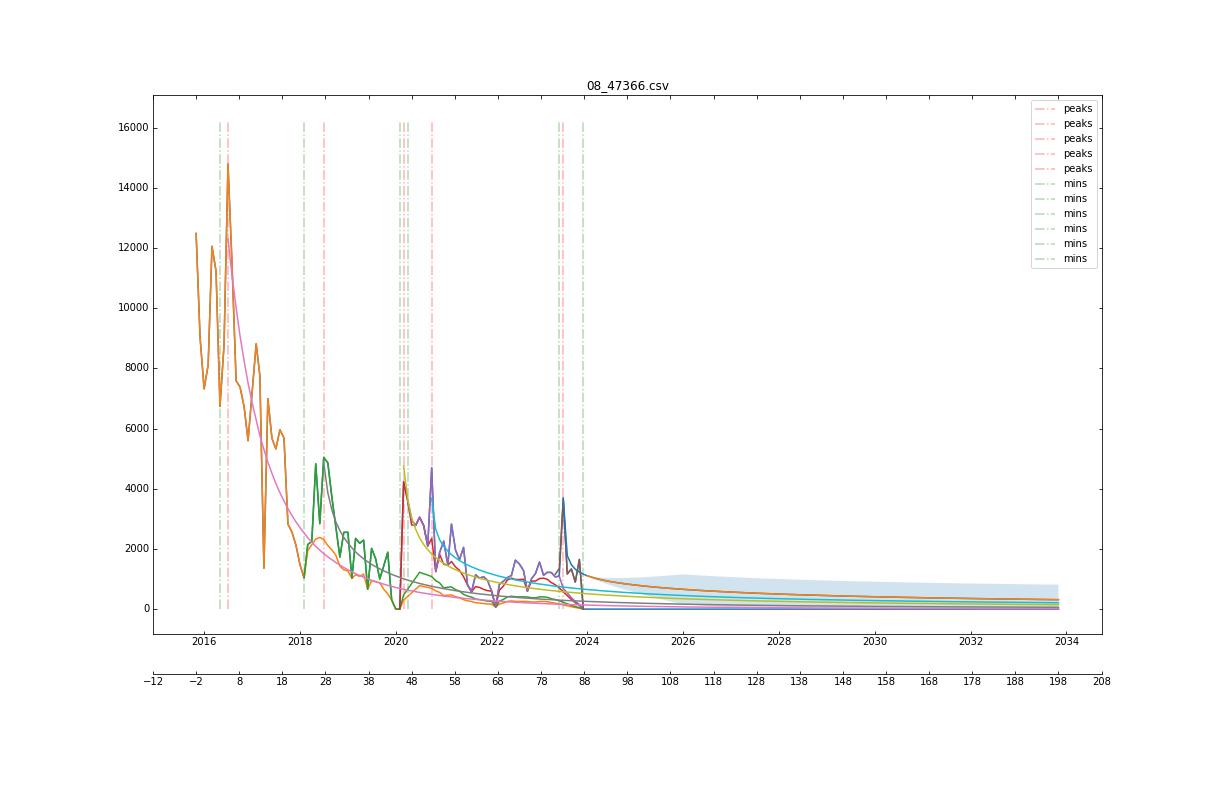 08_47366.csv
16000
14000
12000
10000
8000
6000
4000
2000
0
peaks
peaks
peaks
peaks
peaks
mins
mins
mins
mins
mins
mins
2016 2018 2020 2022 2024 2026 2028 2030 2032 2034
−12 −2 8 18 28 38 48 58 68 78 88 98 108 118 128 138 148 158 168 178 188 198 208